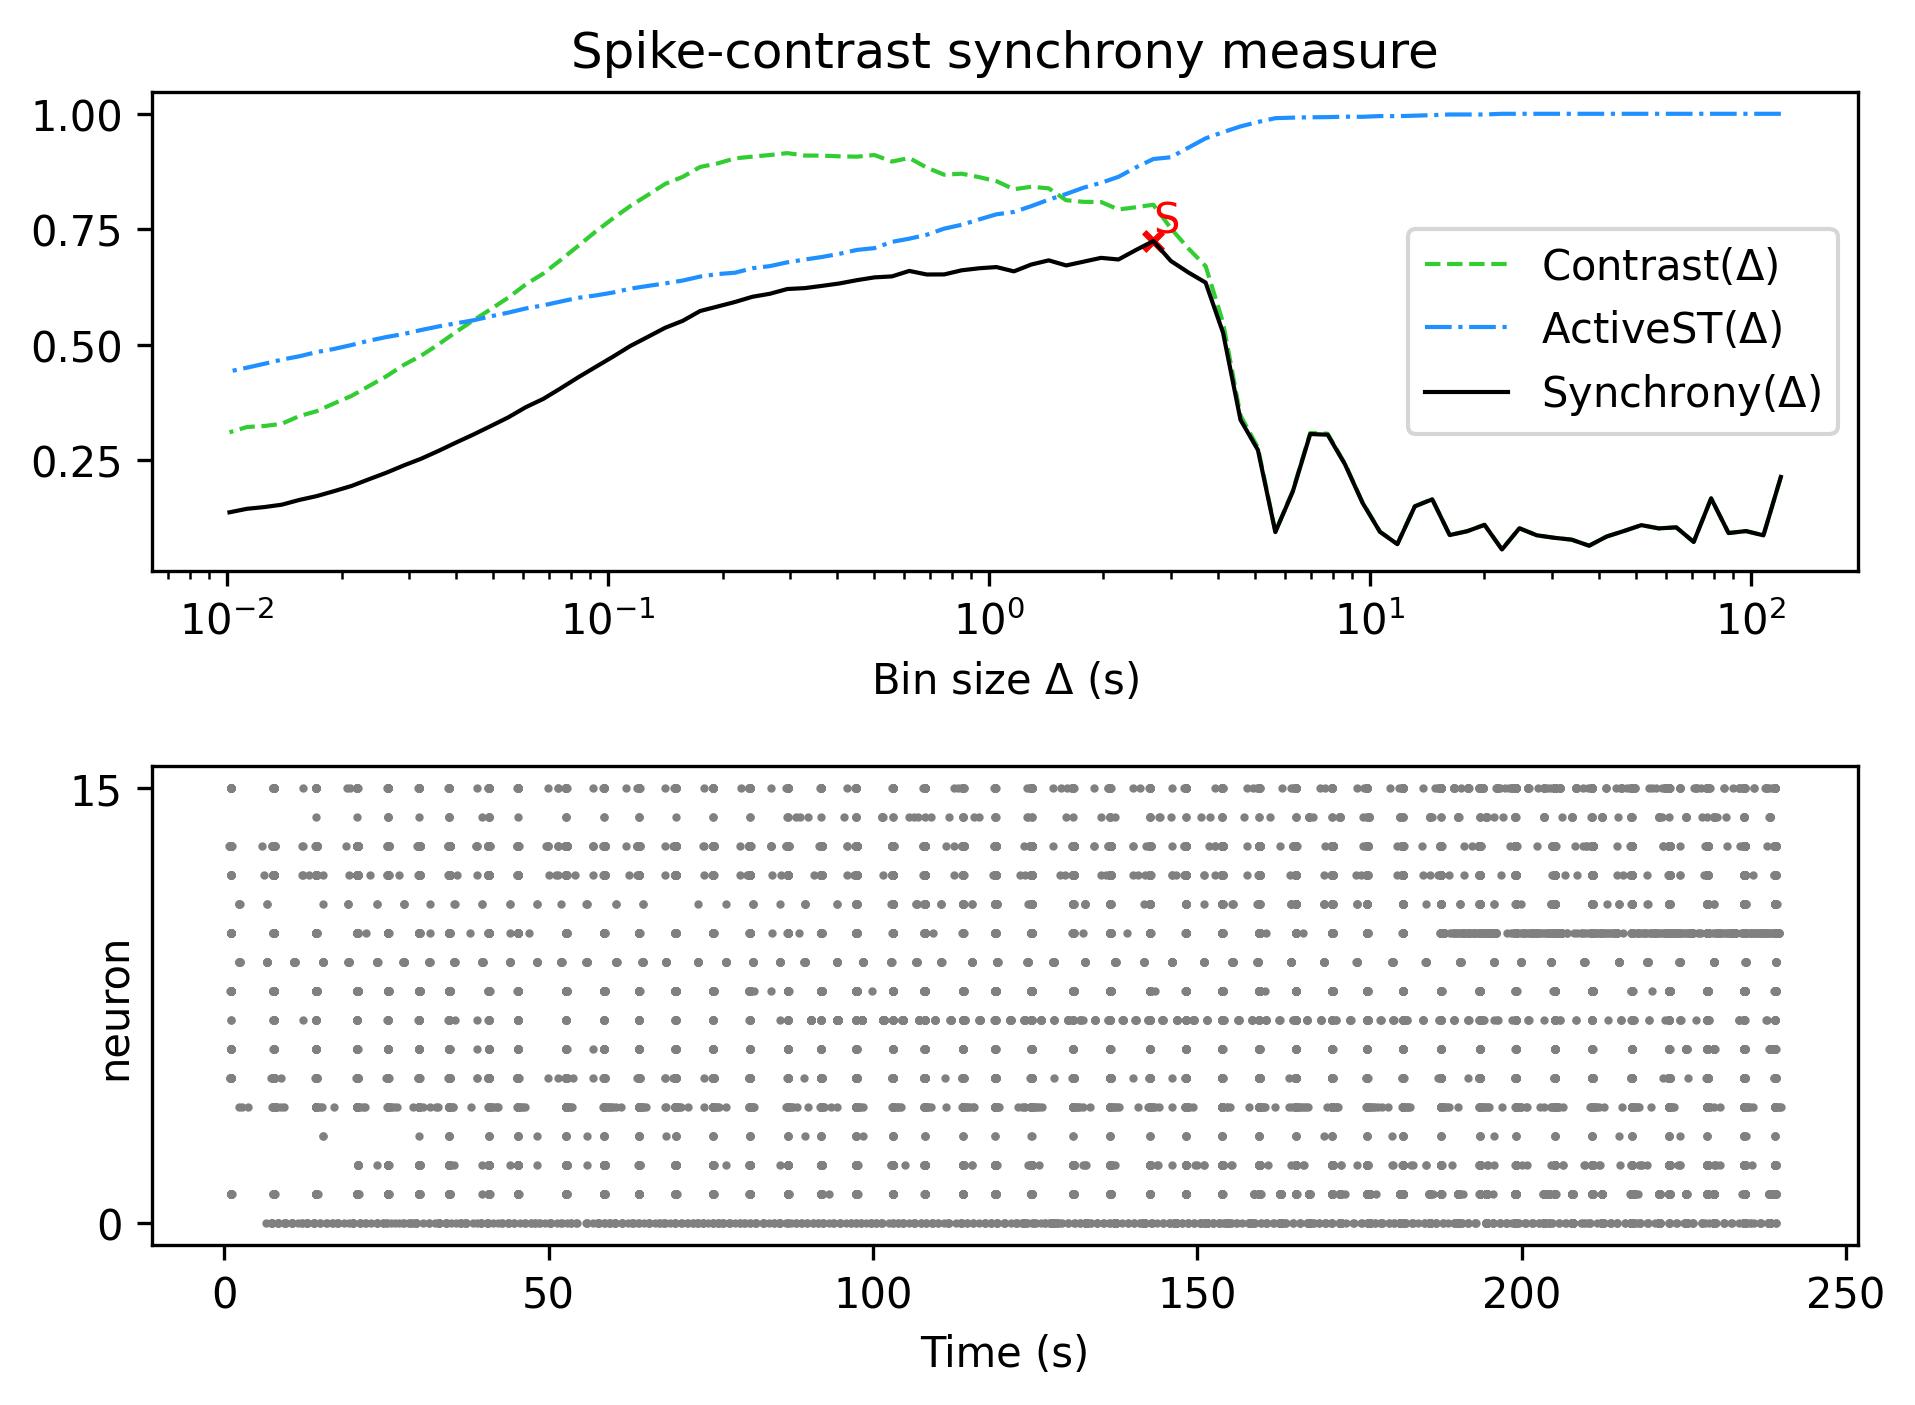 Spike-contrast synchrony measure
1.00
0.75
0.50
0.25
S
Contrast(Δ)
ActiveST(Δ)
Synchrony(Δ)
10⁻² 10⁻¹ 10⁰ 10¹ 10²
Bin size Δ (s)
15
0
neuron
0 50 100 150 200 250
Time (s)